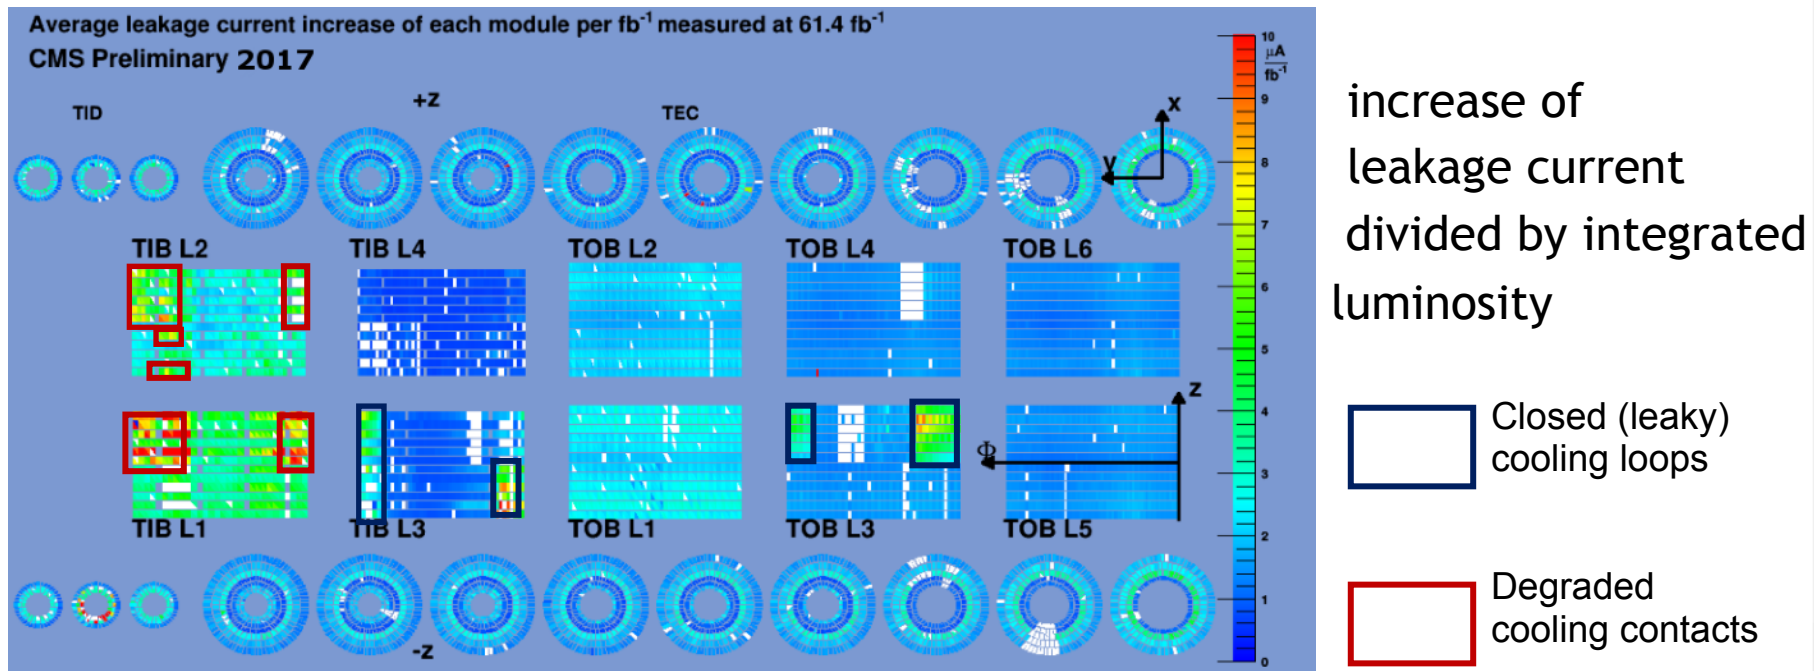 Average leakage current increase of each module per fb⁻¹ measured at 61.4 fb⁻¹
CMS Preliminary 2017
TID
+z
TEC
x
y
10
μA
fb⁻¹
9
8
7
6
5
4
3
2
1
0
TIB L2
TIB L4
TOB L2
TOB L4
TOB L6
z
Φ
TIB L1
TIB L3
TOB L1
TOB L3
TOB L5
-z
increase of
leakage current
divided by integrated
luminosity
Closed (leaky)
cooling loops
Degraded
cooling contacts